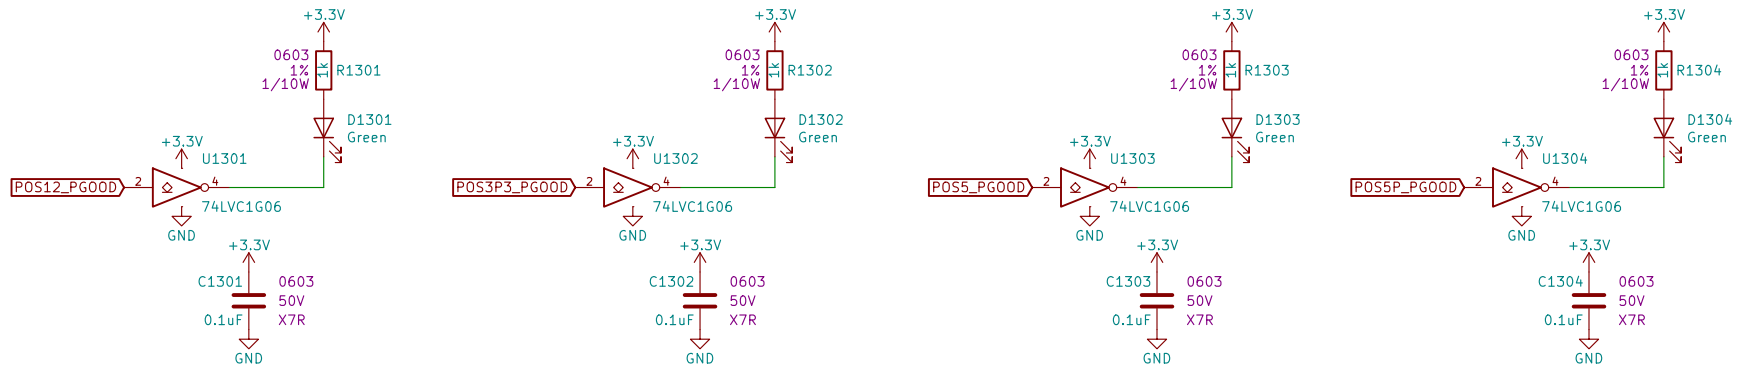 +3.3V
0603
1%
1/10W
1k
R1301
D1301
Green
+3.3V
U1301
POS12_PGOOD
2
4
74LVC1G06
GND
+3.3V
C1301
0603
50V
0.1uF
X7R
GND
+3.3V
0603
1%
1/10W
1k
R1302
D1302
Green
+3.3V
U1302
POS3P3_PGOOD
2
4
74LVC1G06
GND
+3.3V
C1302
0603
50V
0.1uF
X7R
GND
+3.3V
0603
1%
1/10W
1k
R1303
D1303
Green
+3.3V
U1303
POS5_PGOOD
2
4
74LVC1G06
GND
+3.3V
C1303
0603
50V
0.1uF
X7R
GND
+3.3V
0603
1%
1/10W
1k
R1304
D1304
Green
+3.3V
U1304
POS5P_PGOOD
2
4
74LVC1G06
GND
+3.3V
C1304
0603
50V
0.1uF
X7R
GND